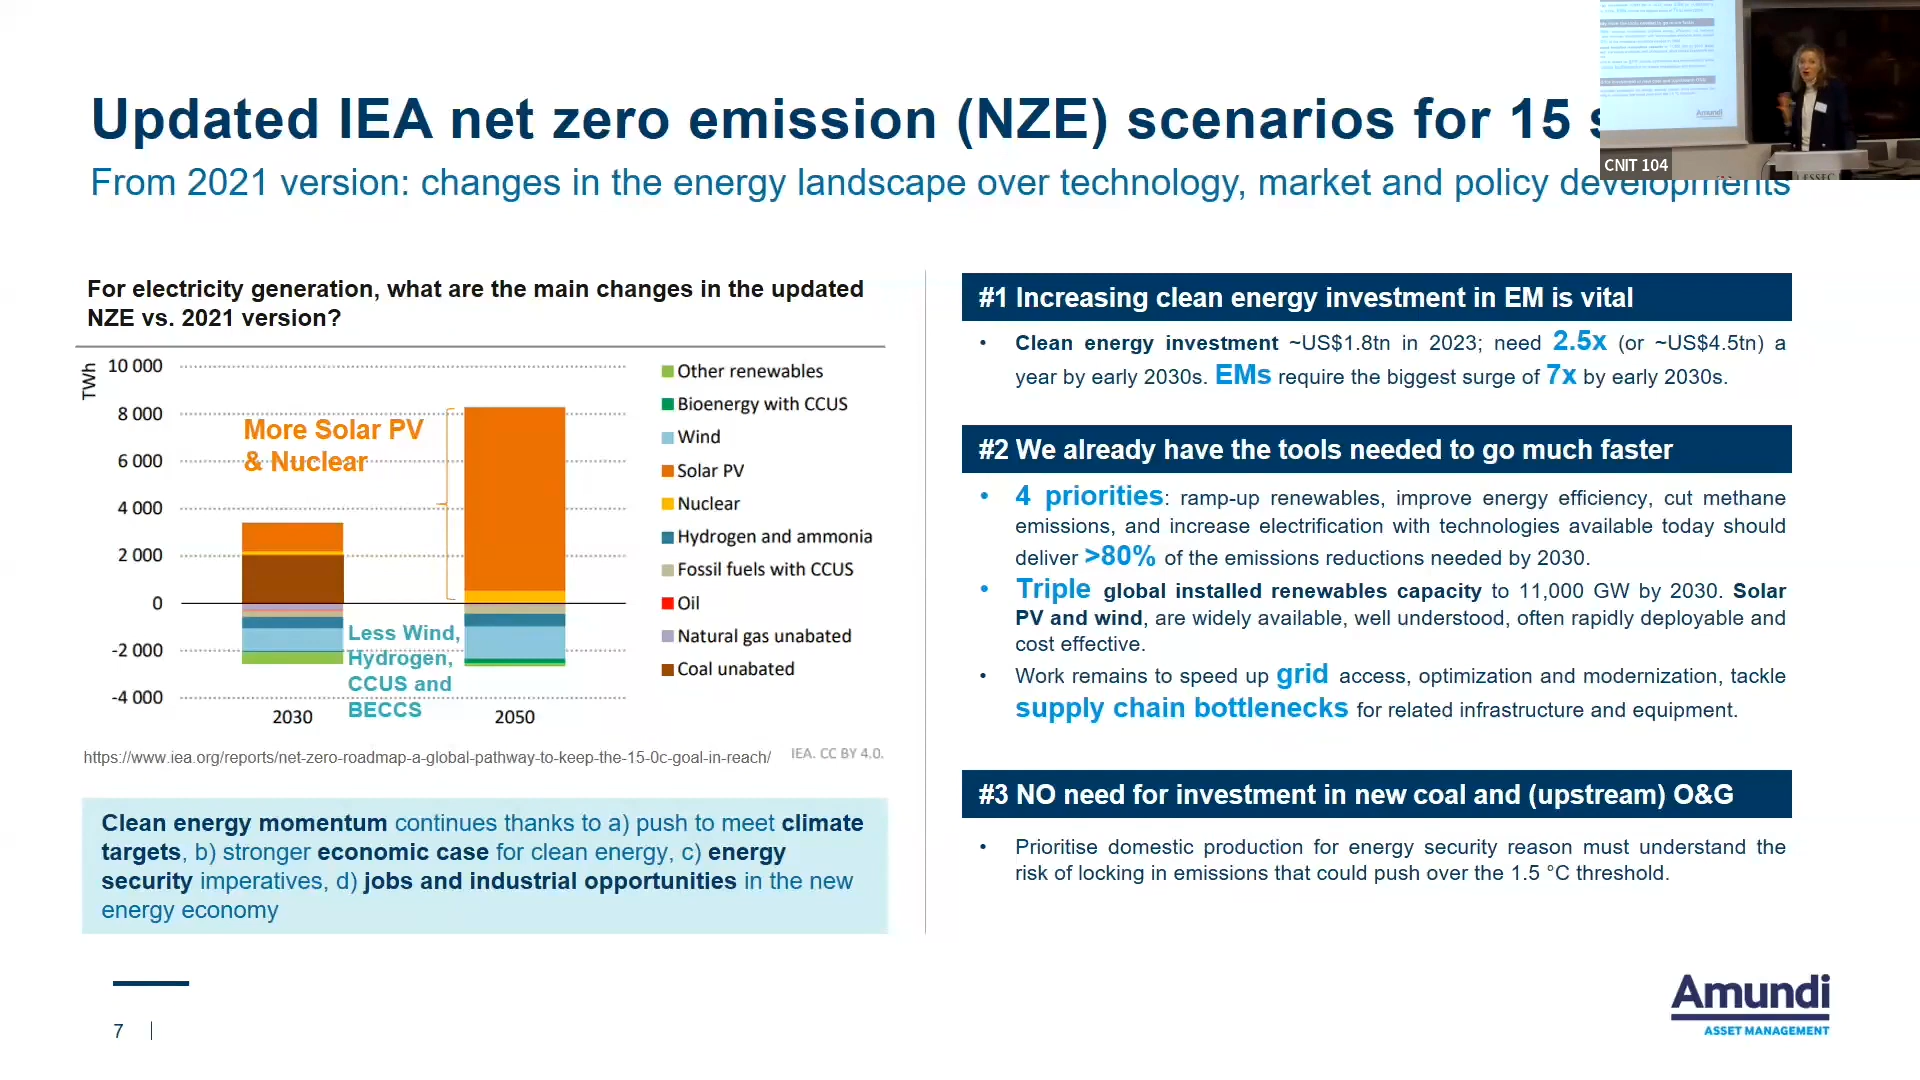 Updated IEA net zero emission (NZE) scenarios for 15
From 2021 version: changes in the energy landscape over technology, market and policy developments
CNIT 104
Amundi
ESSEC
For electricity generation, what are the main changes in the updated
NZE vs. 2021 version?
TWh
10 000
8 000
6 000
4 000
2 000
0
-2 000
-4 000
More Solar PV
& Nuclear
Less Wind,
Hydrogen,
CCUS and
BECCS
2030
2050
Other renewables
Bioenergy with CCUS
Wind
Solar PV
Nuclear
Hydrogen and ammonia
Fossil fuels with CCUS
Oil
Natural gas unabated
Coal unabated
https://www.iea.org/reports/net-zero-roadmap-a-global-pathway-to-keep-the-15-0c-goal-in-reach/
IEA. CC BY 4.0.
Clean energy momentum continues thanks to a) push to meet climate
targets, b) stronger economic case for clean energy, c) energy
security imperatives, d) jobs and industrial opportunities in the new
energy economy
#1 Increasing clean energy investment in EM is vital
• Clean energy investment ~US$1.8tn in 2023; need 2.5x (or ~US$4.5tn) a
year by early 2030s. EMs require the biggest surge of 7x by early 2030s.
#2 We already have the tools needed to go much faster
• 4 priorities: ramp-up renewables, improve energy efficiency, cut methane
emissions, and increase electrification with technologies available today should
deliver >80% of the emissions reductions needed by 2030.
• Triple global installed renewables capacity to 11,000 GW by 2030. Solar
PV and wind, are widely available, well understood, often rapidly deployable and
cost effective.
• Work remains to speed up grid access, optimization and modernization, tackle
supply chain bottlenecks for related infrastructure and equipment.
#3 NO need for investment in new coal and (upstream) O&G
• Prioritise domestic production for energy security reason must understand the
risk of locking in emissions that could push over the 1.5 °C threshold.
7 |
Amundi
ASSET MANAGEMENT